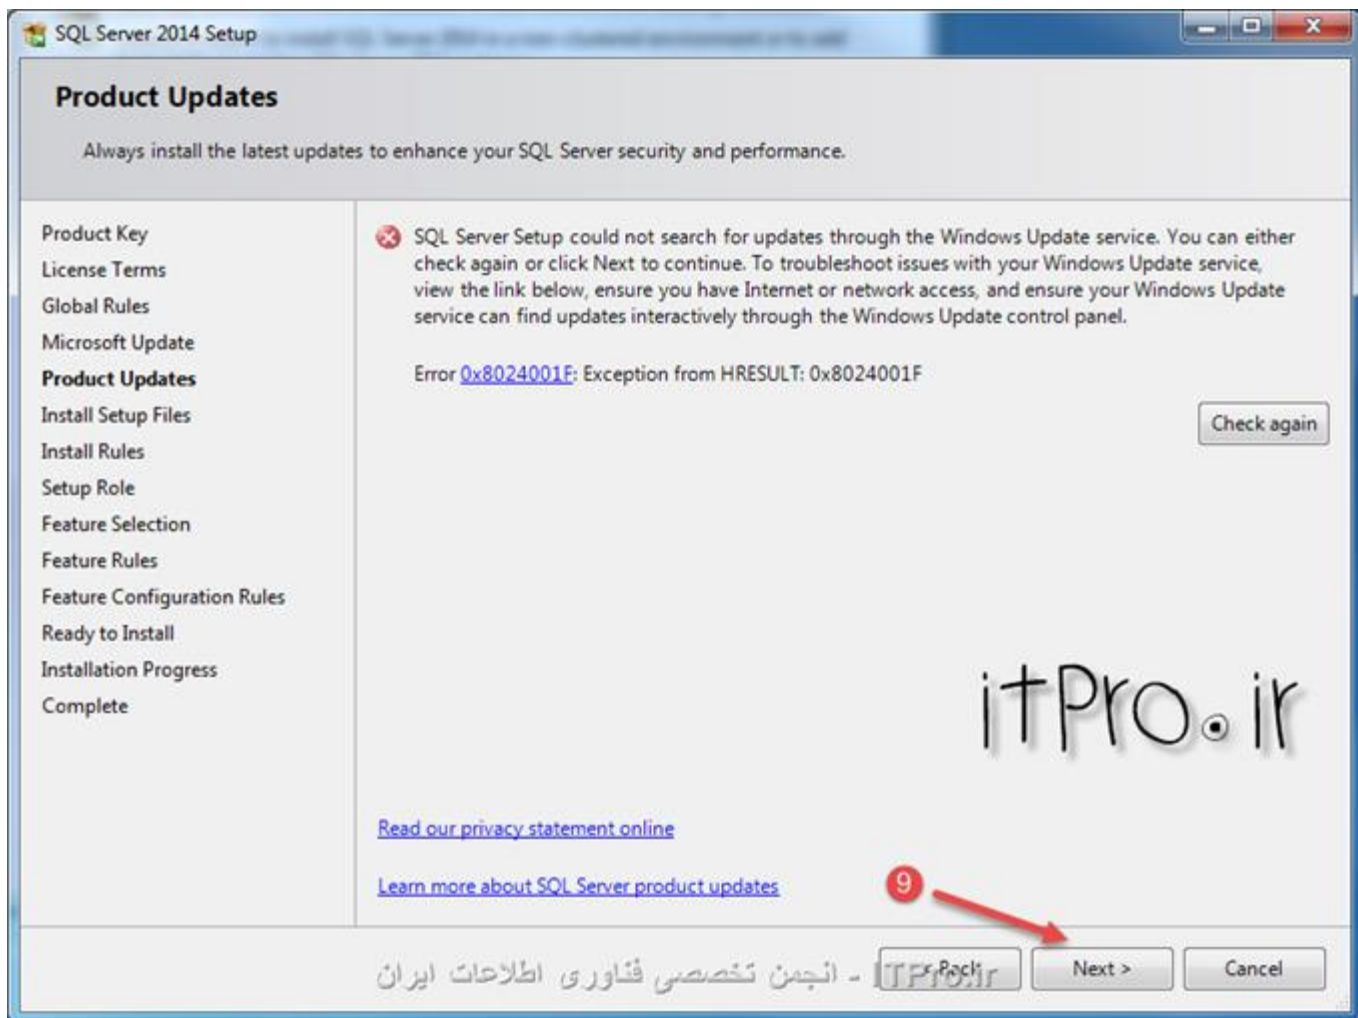 SQL Server 2014 Setup
Product Updates
Always install the latest updates to enhance your SQL Server security and performance.
Product Key
License Terms
Global Rules
Microsoft Update
Product Updates
Install Setup Files
Install Rules
Setup Role
Feature Selection
Feature Rules
Feature Configuration Rules
Ready to Install
Installation Progress
Complete
SQL Server Setup could not search for updates through the Windows Update service. You can either
check again or click Next to continue. To troubleshoot issues with your Windows Update service,
view the link below, ensure you have Internet or network access, and ensure your Windows Update
service can find updates interactively through the Windows Update control panel.
Error 0x8024001F: Exception from HRESULT: 0x8024001F
Check again
itPro.ir
Read our privacy statement online
Learn more about SQL Server product updates
9
< Back
Next >
Cancel
ITPro.ir - انجمن تخصصی فناوری اطلاعات ایران